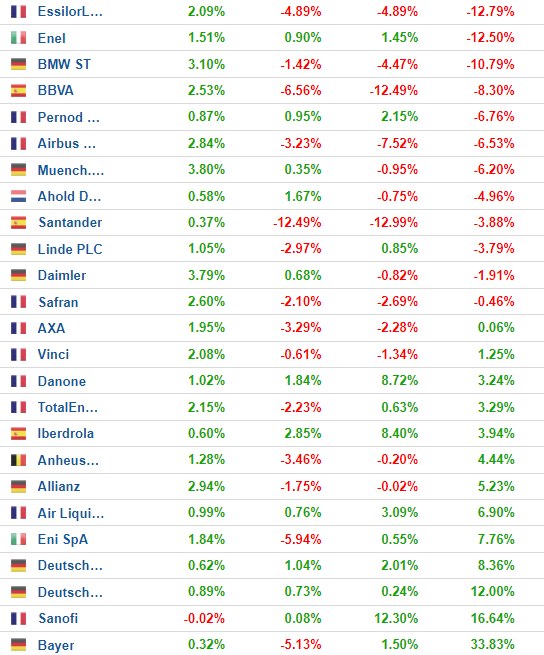 EssilorL... 2.09% -4.89% -4.89% -12.79%
Enel 1.51% 0.90% 1.45% -12.50%
BMW ST 3.10% -1.42% -4.47% -10.79%
BBVA 2.53% -6.56% -12.49% -8.30%
Pernod ... 0.87% 0.95% 2.15% -6.76%
Airbus ... 2.84% -3.23% -7.52% -6.53%
Muench.... 3.80% 0.35% -0.95% -6.20%
Ahold D... 0.58% 1.67% -0.75% -4.96%
Santander 0.37% -12.49% -12.99% -3.88%
Linde PLC 1.05% -2.97% 0.85% -3.79%
Daimler 3.79% 0.68% -0.82% -1.91%
Safran 2.60% -2.10% -2.69% -0.46%
AXA 1.95% -3.29% -2.28% 0.06%
Vinci 2.08% -0.61% -1.34% 1.25%
Danone 1.02% 1.84% 8.72% 3.24%
TotalEn... 2.15% -2.23% 0.63% 3.29%
Iberdrola 0.60% 2.85% 8.40% 3.94%
Anheus... 1.28% -3.46% -0.20% 4.44%
Allianz 2.94% -1.75% -0.02% 5.23%
Air Liqui... 0.99% 0.76% 3.09% 6.90%
Eni SpA 1.84% -5.94% 0.55% 7.76%
Deutsch... 0.62% 1.04% 2.01% 8.36%
Deutsch... 0.89% 0.73% 0.24% 12.00%
Sanofi -0.02% 0.08% 12.30% 16.64%
Bayer 0.32% -5.13% 1.50% 33.83%